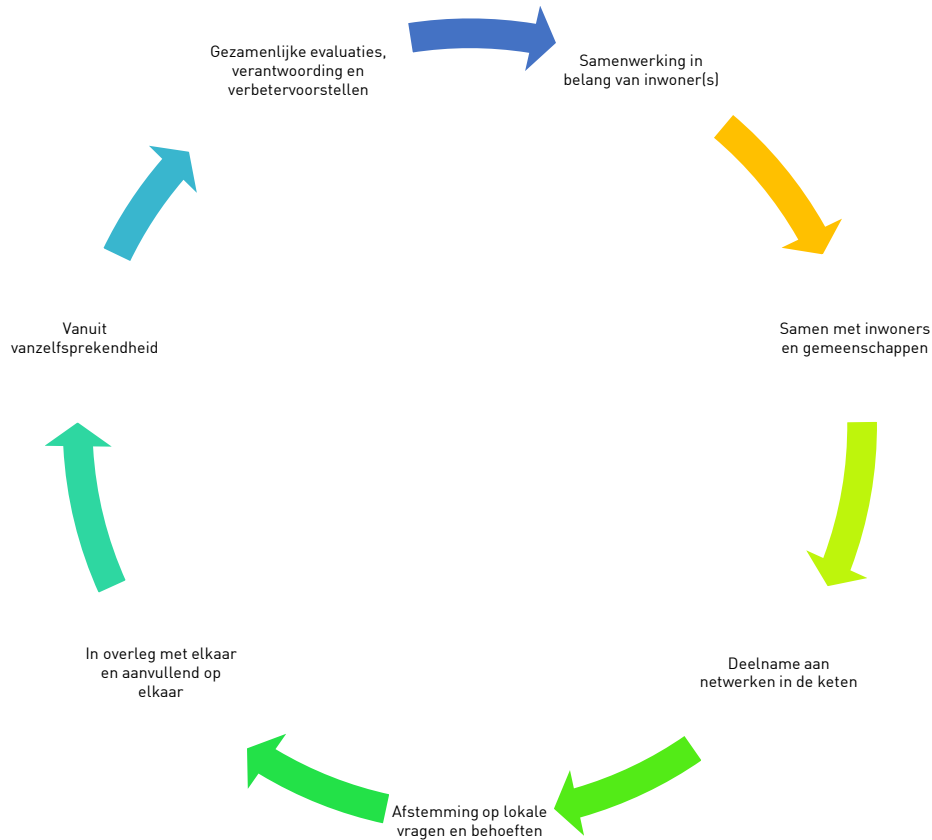 Gezamenlijke evaluaties,
verantwoording en
verbetervoorstellen
Samenwerking in
belang van inwoner(s)
Samen met inwoners
en gemeenschappen
Deelname aan
netwerken in de keten
Afstemming op lokale
vragen en behoeften
In overleg met elkaar
en aanvullend op
elkaar
Vanuit
vanzelfsprekendheid